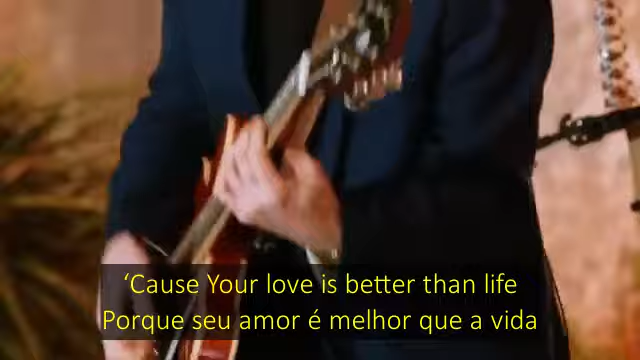 ‘Cause Your love is better than life
Porque seu amor é melhor que a vida